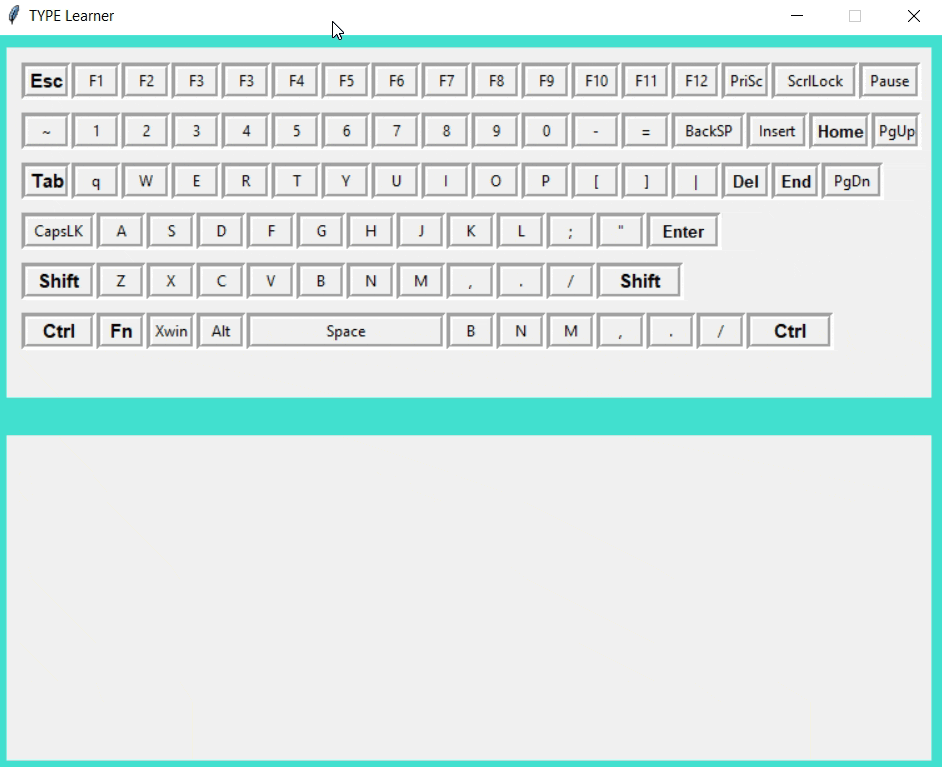 TYPE Learner
Esc F1 F2 F3 F3 F4 F5 F6 F7 F8 F9 F10 F11 F12 PriSc ScrlLock Pause
~ 1 2 3 4 5 6 7 8 9 0 - = BackSP Insert Home PgUp
Tab q W E R T Y U I O P [ ] | Del End PgDn
CapsLK A S D F G H J K L ; " Enter
Shift Z X C V B N M , . / Shift
Ctrl Fn Xwin Alt Space B N M , . / Ctrl